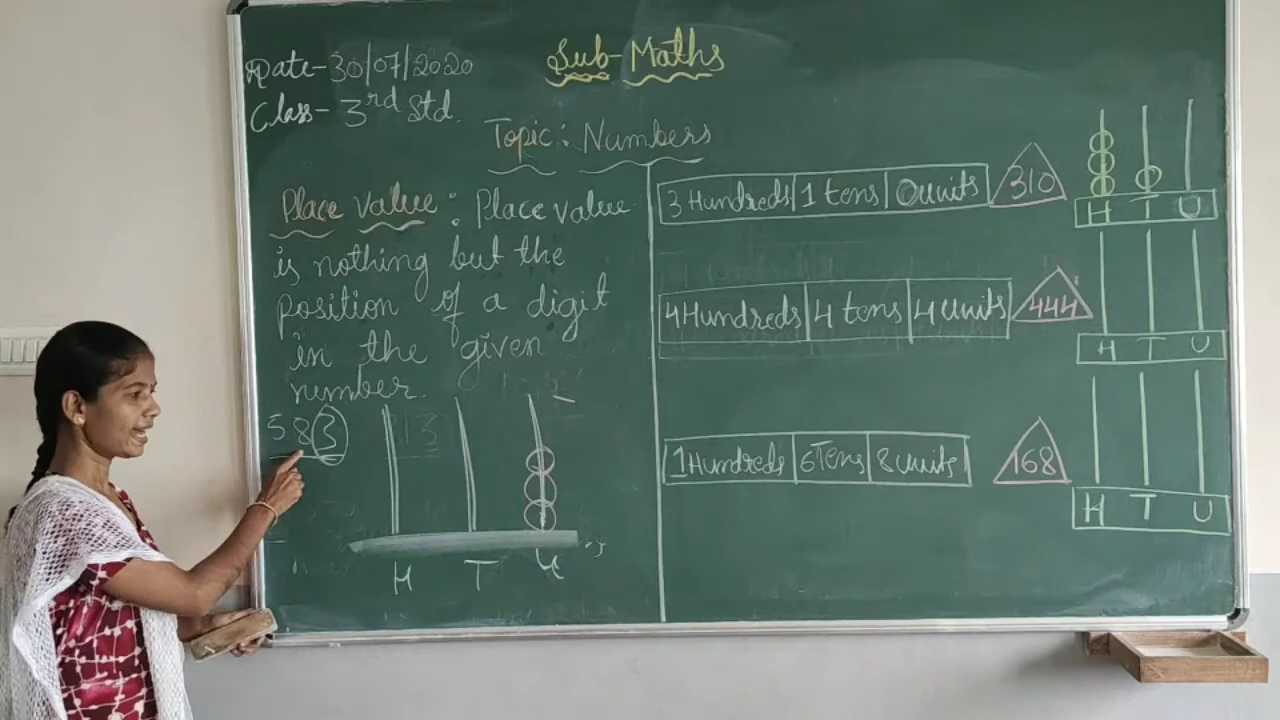 Date-30/07/2020
Sub-Maths
Class-3rd Std.
Topic: Numbers
Place value: Place value
is nothing but the
position of a digit
in the given
number.
583
H T U
3 Hundreds 1 tens 0 units 310
H T U
4 Hundreds 4 tens 4 units 444
H T U
1 Hundreds 6 Tens 8 units 168
H T U